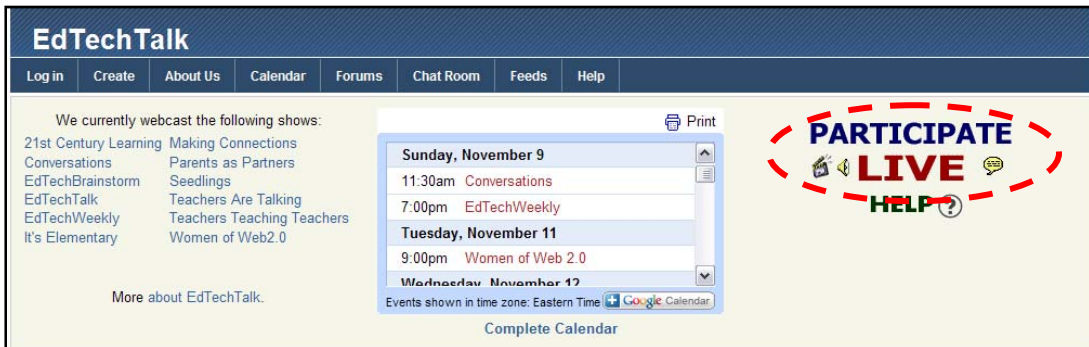 EdTechTalk
Log in Create About Us Calendar Forums Chat Room Feeds Help
We currently webcast the following shows:
21st Century Learning Making Connections
Conversations Parents as Partners
EdTechBrainstorm Seedlings
EdTechTalk Teachers Are Talking
EdTechWeekly Teachers Teaching Teachers
It's Elementary Women of Web2.0
More about EdTechTalk.
Print
Sunday, November 9
11:30am Conversations
7:00pm EdTechWeekly
Tuesday, November 11
9:00pm Women of Web 2.0
Wednesday, November 12
Events shown in time zone: Eastern Time
Google Calendar
Complete Calendar
PARTICIPATE
LIVE
HELP ?